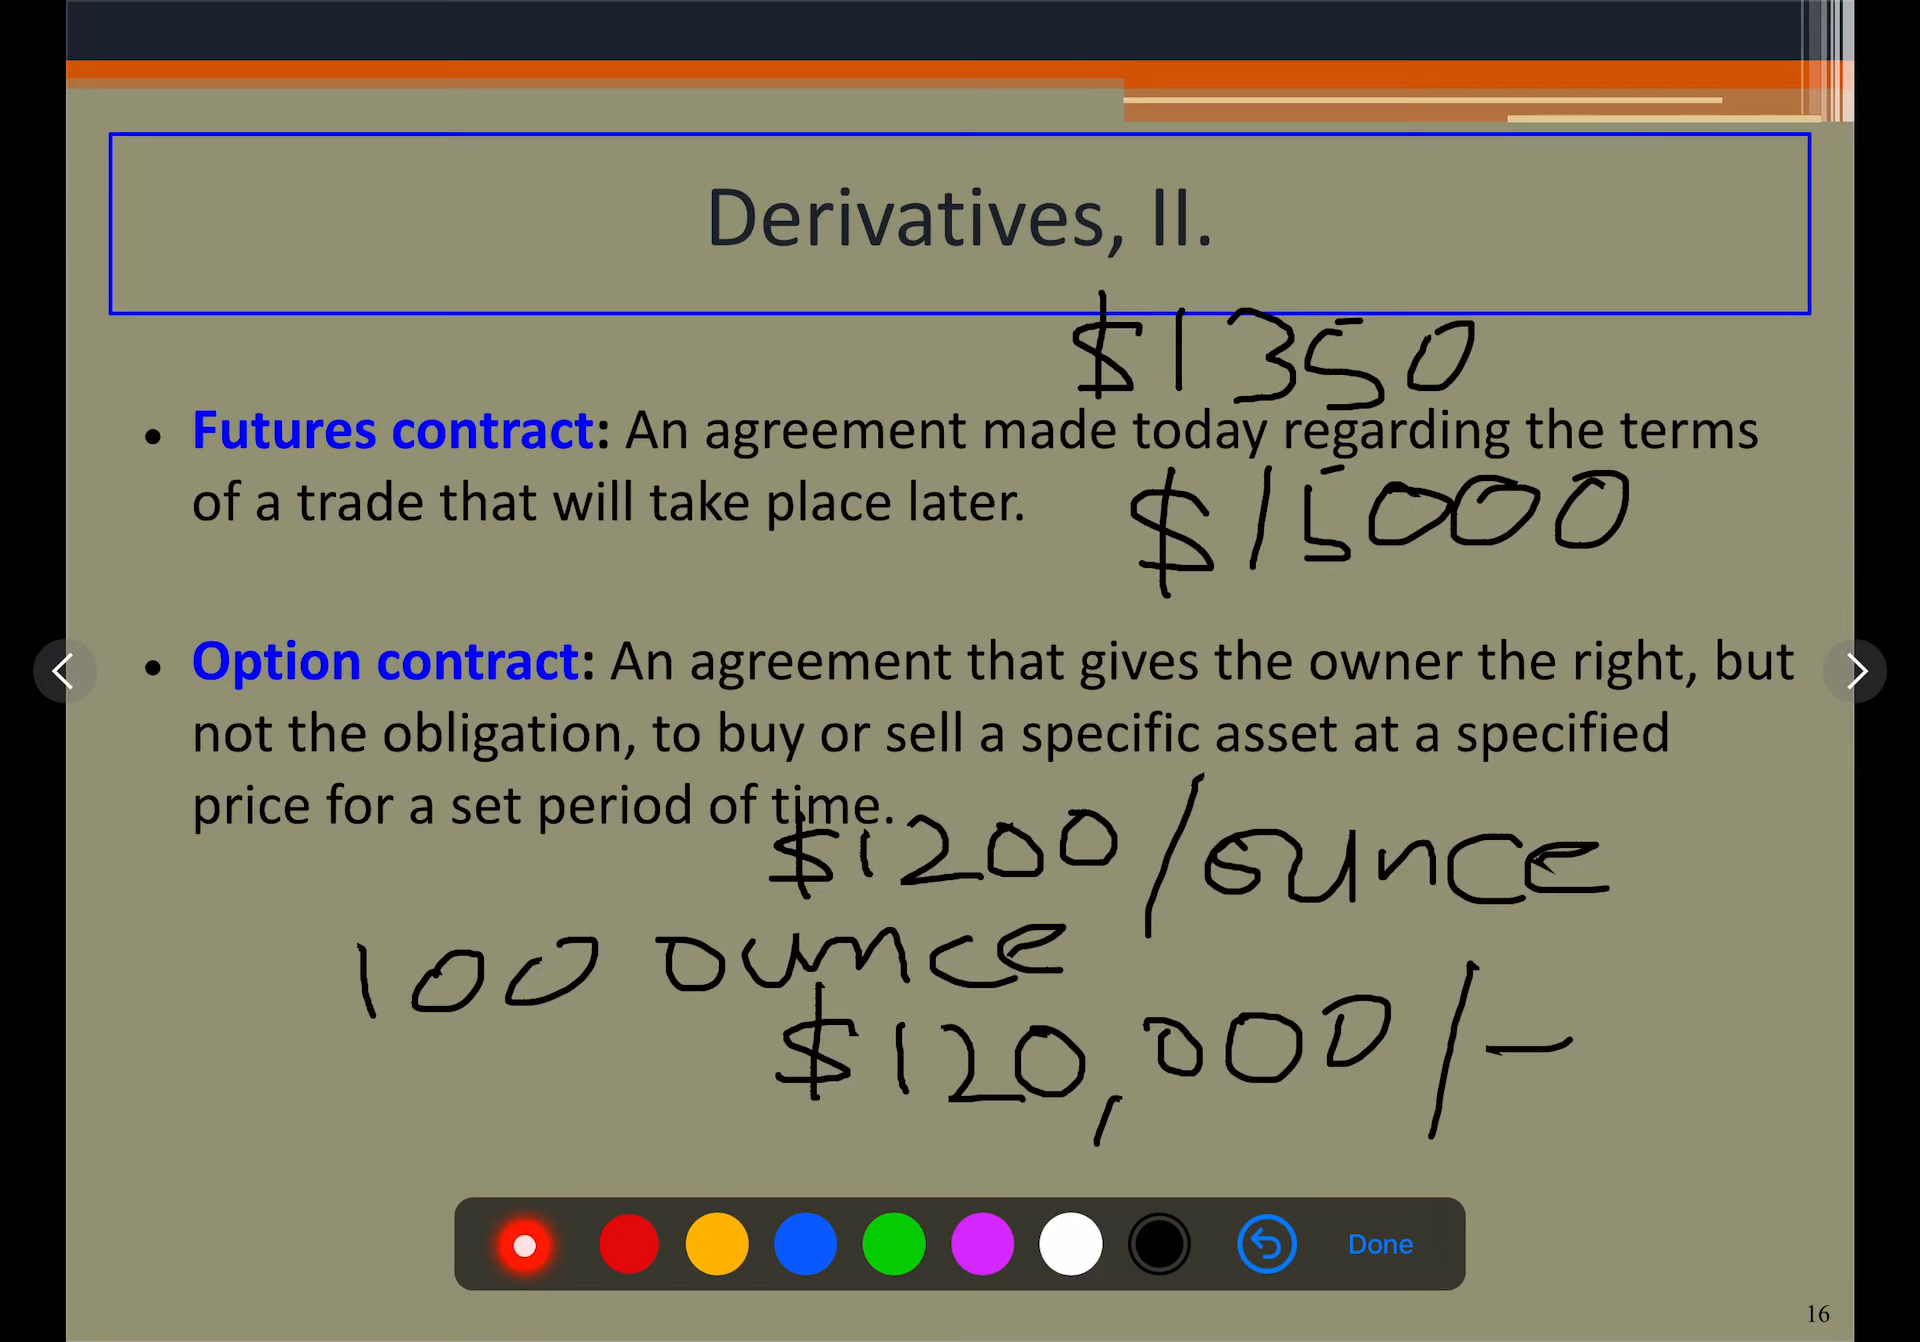 Derivatives, II.
$1350
• Futures contract: An agreement made today regarding the terms
of a trade that will take place later.
$15000
• Option contract: An agreement that gives the owner the right, but
not the obligation, to buy or sell a specific asset at a specified
price for a set period of time.
$1200/ounce
100 ounce
$120,000/-
Done
16